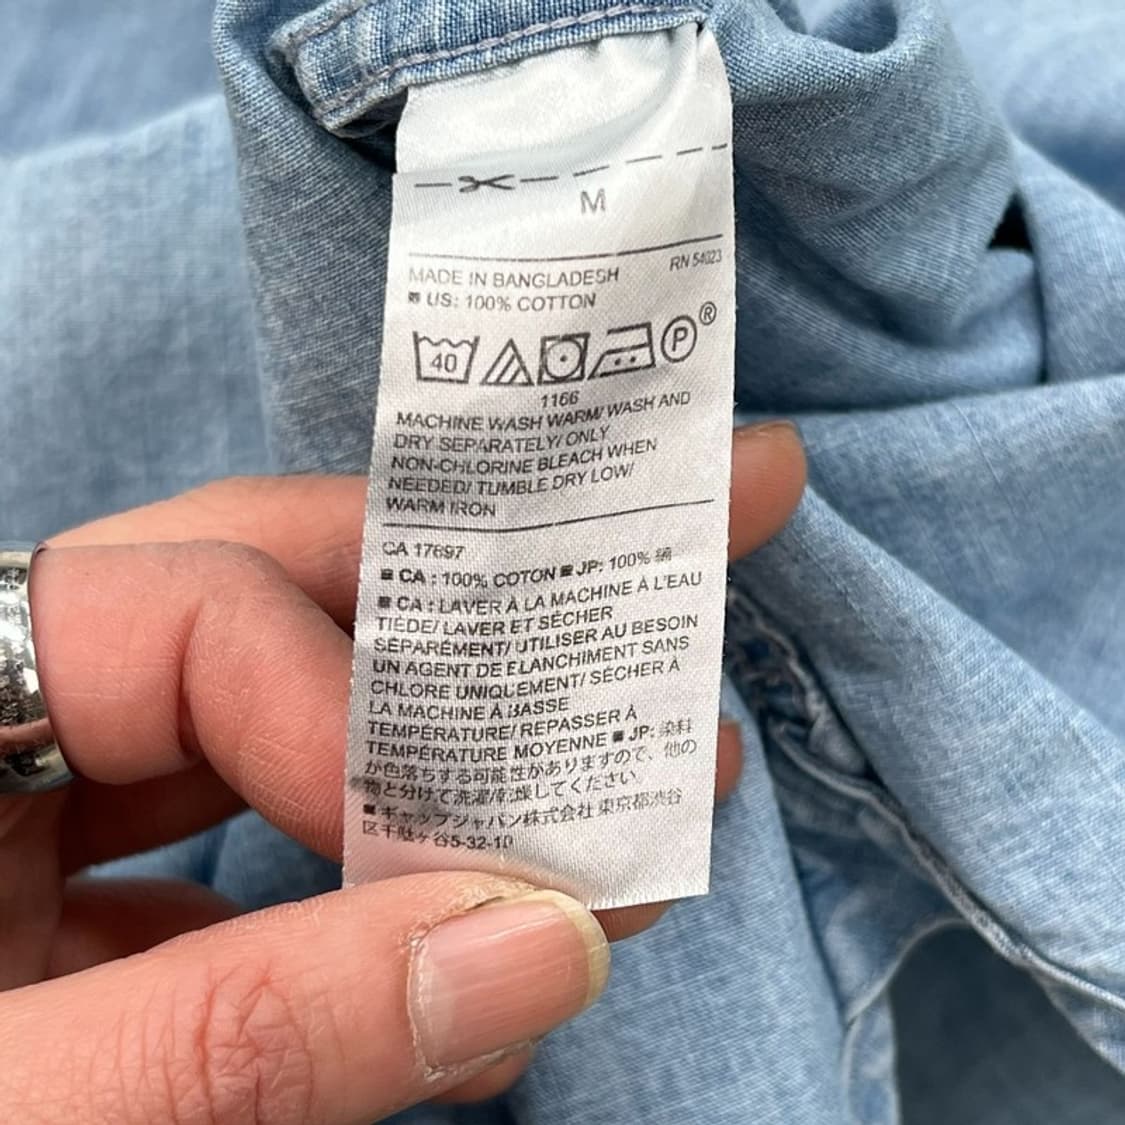 M
RN 54023
MADE IN BANGLADESH
US: 100% COTTON
40
P®
1166
MACHINE WASH WARM/ WASH AND
DRY SEPARATELY/ ONLY
NON-CHLORINE BLEACH WHEN
NEEDED/ TUMBLE DRY LOW/
WARM IRON
CA 17897
CA : 100% COTON JP: 100% 綿
CA : LAVER À LA MACHINE À L'EAU
TIÈDE/ LAVER ET SÉCHER
SÉPARÉMENT/ UTILISER AU BESOIN
UN AGENT DE BLANCHIMENT SANS
CHLORE UNIQUEMENT/ SÉCHER À
LA MACHINE À BASSE
TEMPÉRATURE/ REPASSER À
TEMPÉRATURE MOYENNE JP: 染料
が色落ちする可能性がありますので、他の
物と分けて洗濯/乾燥してください
ギャップジャパン株式会社 東京都渋谷
区千駄ヶ谷5-32-10